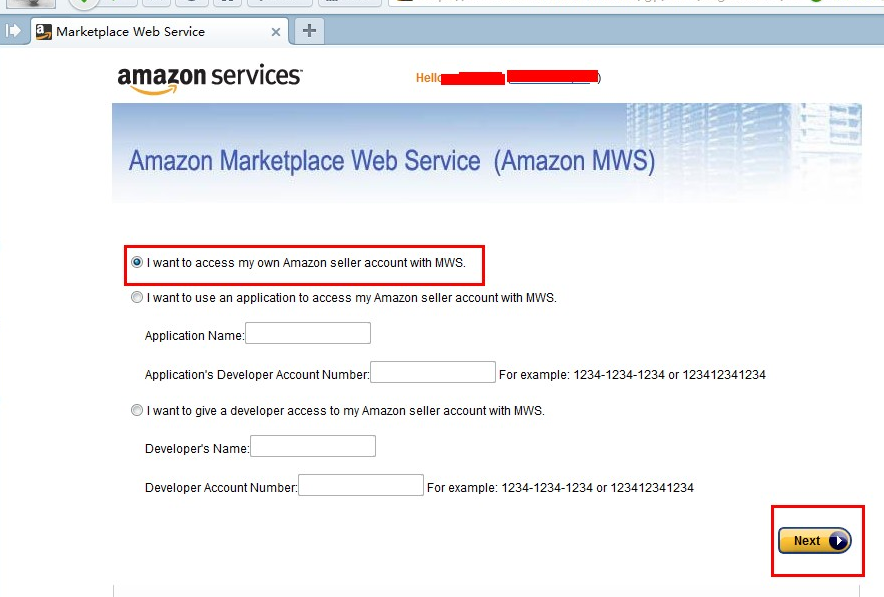 Marketplace Web Service
amazon services
Hello
Amazon Marketplace Web Service (Amazon MWS)
I want to access my own Amazon seller account with MWS.
I want to use an application to access my Amazon seller account with MWS.
Application Name:
Application's Developer Account Number: For example: 1234-1234-1234 or 123412341234
I want to give a developer access to my Amazon seller account with MWS.
Developer's Name:
Developer Account Number: For example: 1234-1234-1234 or 123412341234
Next